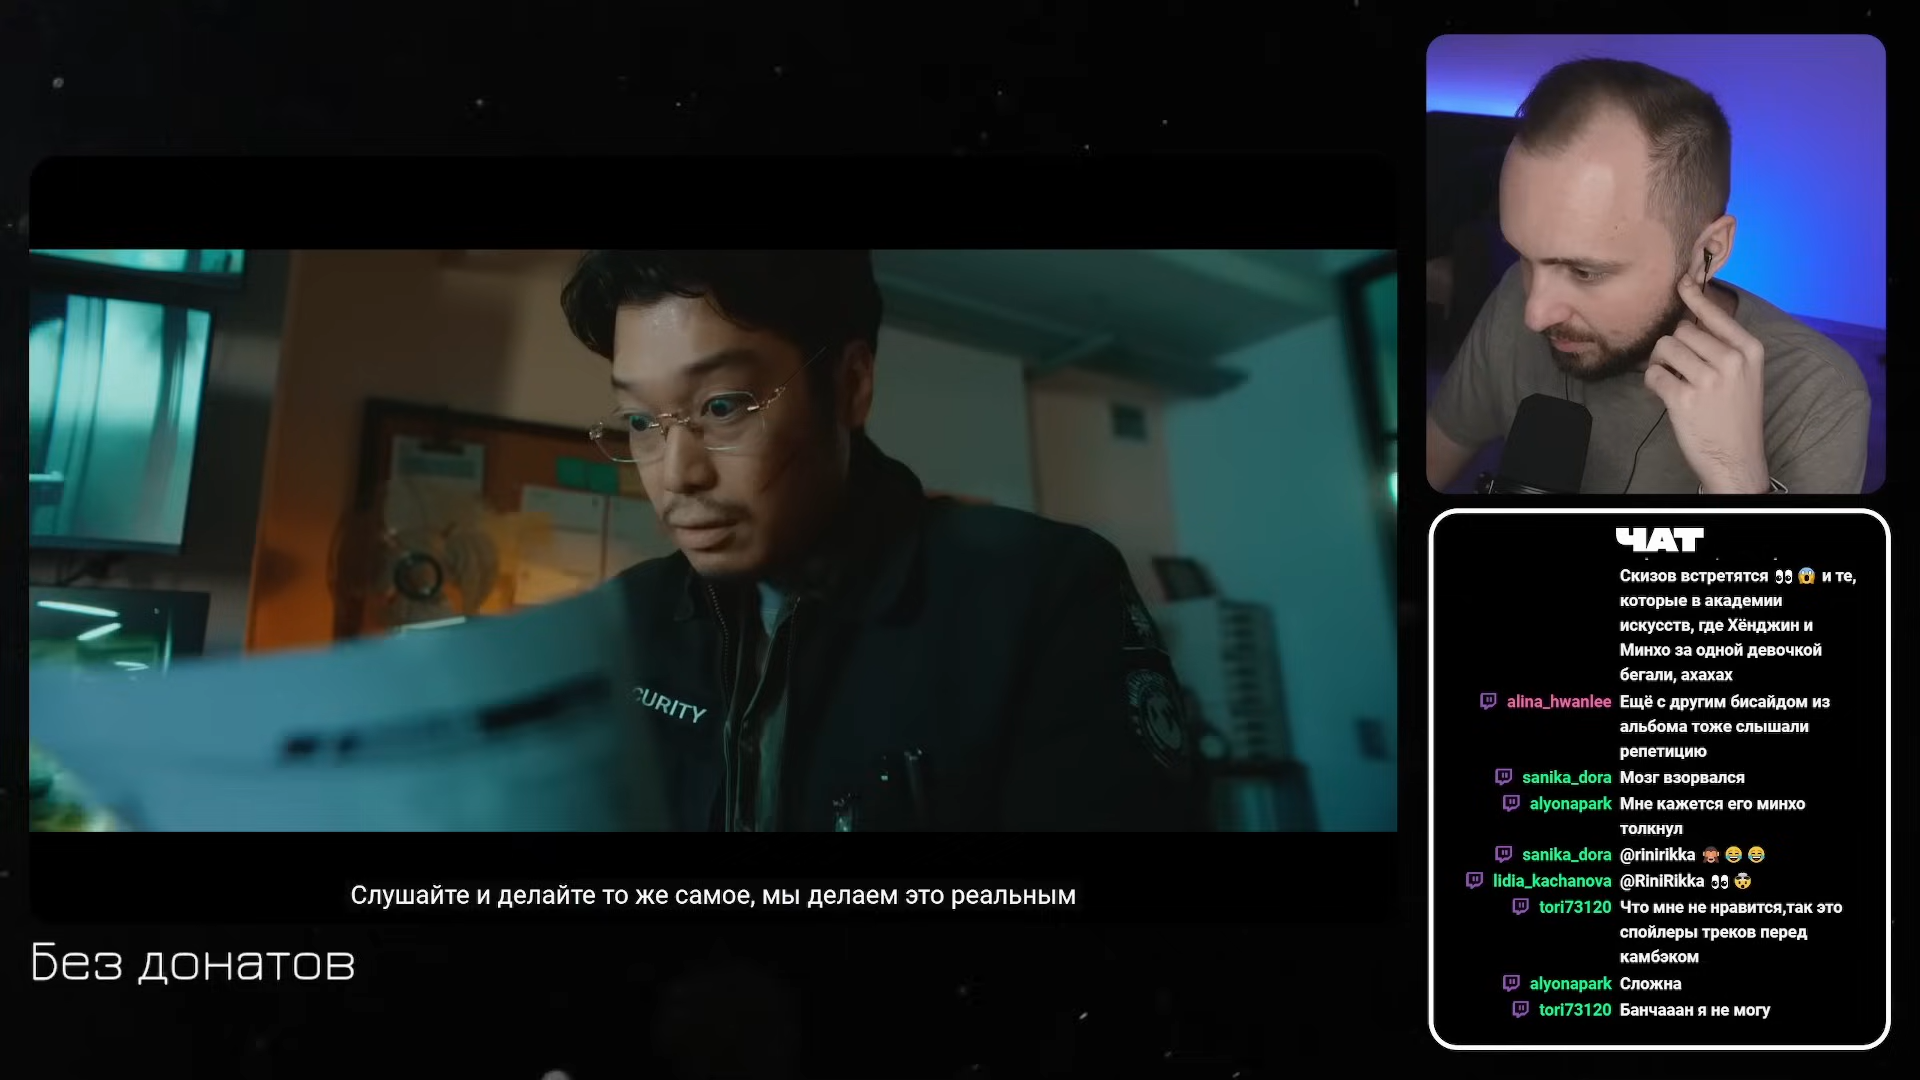 CURITY
Слушайте и делайте то же самое, мы делаем это реальным
Без донатов
ЧАТ
Скизов встретятся 👀 😱 и те,
которые в академии
искусств, где Хёнджин и
Минхо за одной девочкой
бегали, ахахах
alina_hwanlee Ещё с другим бисайдом из
альбома тоже слышали
репетицию
sanika_dora Мозг взорвался
alyonapark Мне кажется его минхо
толкнул
sanika_dora @rinirikka 🙈 😂 😂
lidia_kachanova @RiniRikka 👀 🤯
tori73120 Что мне не нравится,так это
спойлеры треков перед
камбэком
alyonapark Сложна
tori73120 Банчааан я не могу